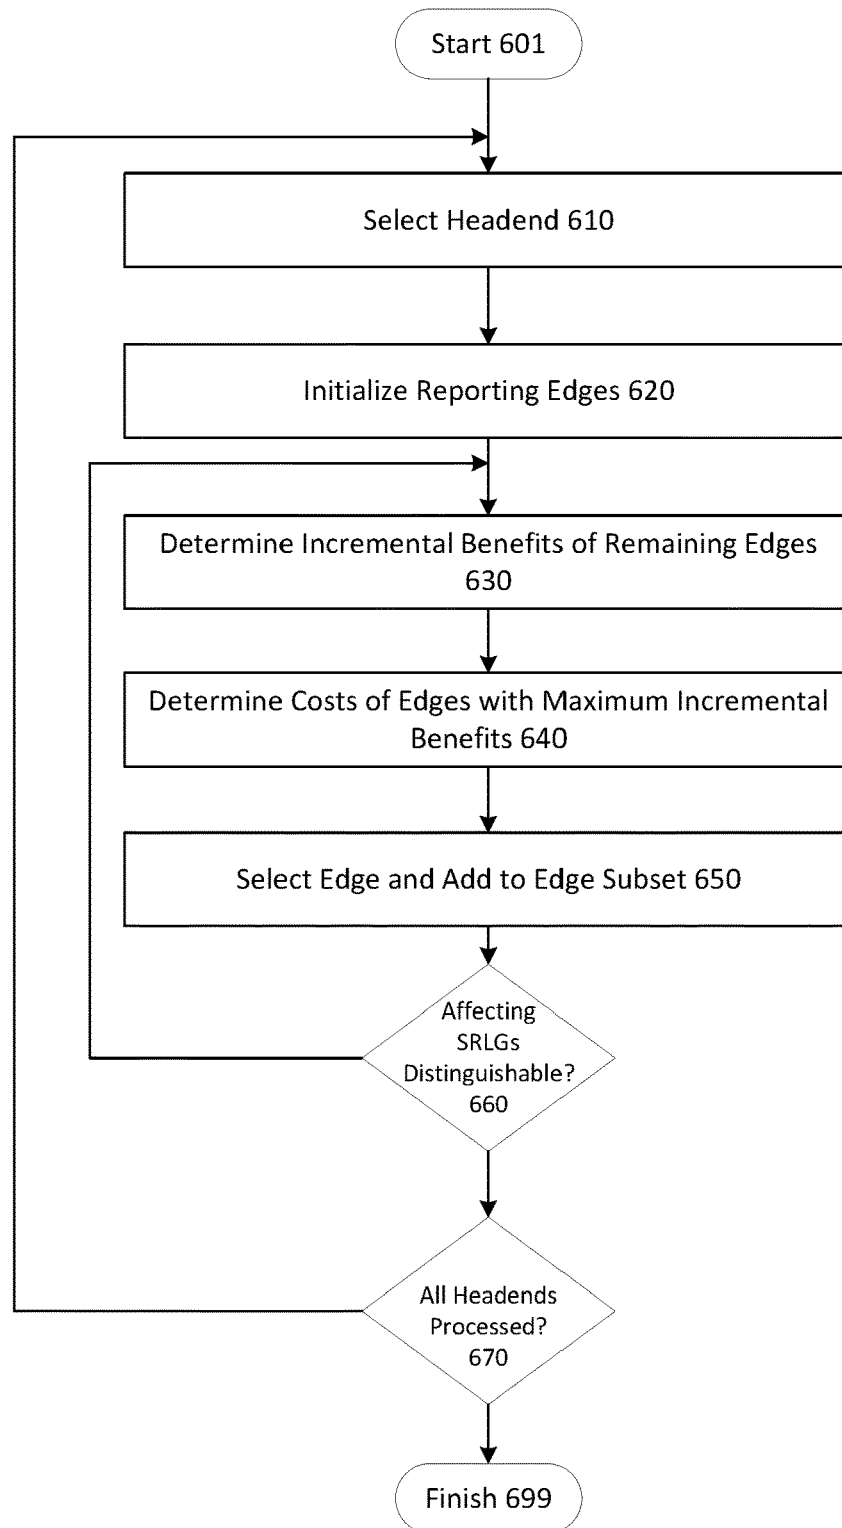 Start 601
Select Headend 610
Initialize Reporting Edges 620
Determine Incremental Benefits of Remaining Edges
630
Determine Costs of Edges with Maximum Incremental
Benefits 640
Select Edge and Add to Edge Subset 650
Affecting
SRLGs
Distinguishable?
660
All Headends
Processed?
670
Finish 699